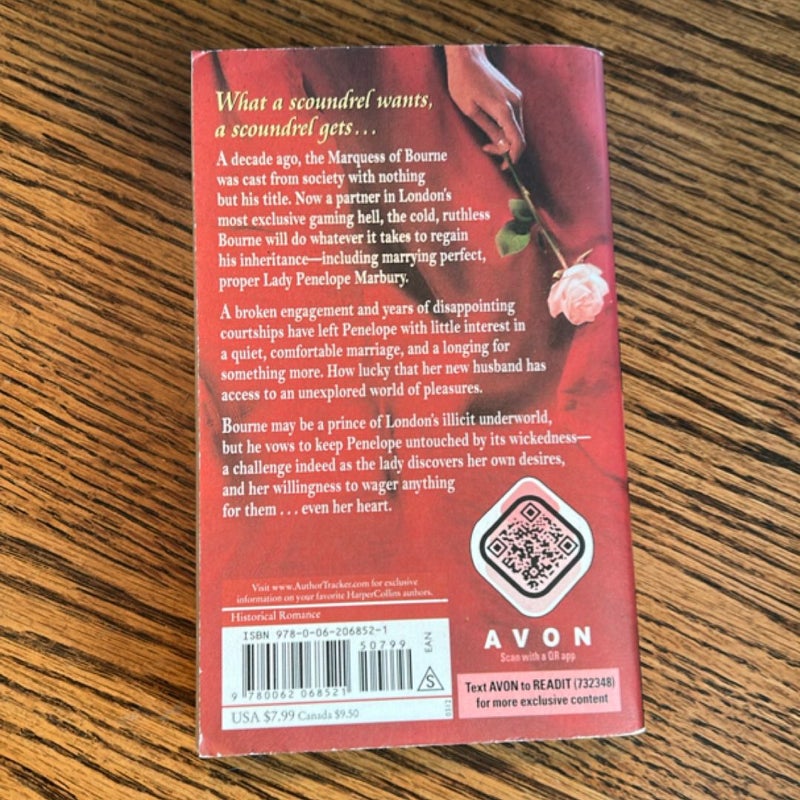 What a scoundrel wants,
a scoundrel gets...
A decade ago, the Marquess of Bourne
was cast from society with nothing
but his title. Now a partner in London's
most exclusive gaming hell, the cold, ruthless
Bourne will do whatever it takes to regain
his inheritance—including marrying perfect,
proper Lady Penelope Marbury.
A broken engagement and years of disappointing
courtships have left Penelope with little interest in
a quiet, comfortable marriage, and a longing for
something more. How lucky that her new husband has
access to an unexplored world of pleasures.
Bourne may be a prince of London's illicit underworld,
but he vows to keep Penelope untouched by its wickedness—
a challenge indeed as the lady discovers her own desires,
and her willingness to wager anything
for them...even her heart.
Visit www.AuthorTracker.com for exclusive
information on your favorite HarperCollins authors.
Historical Romance
ISBN 978-0-06-206852-1
50799
EAN
9 780062 068521
S
USA $7.99 Canada $9.50
AVON
Scan with a QR app
Text AVON to READIT (732348)
for more exclusive content